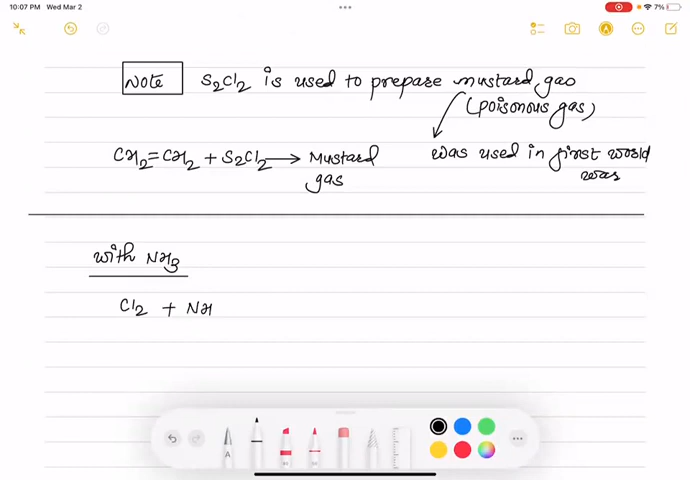 10:07 PM Wed Mar 2
7%
Note S2Cl2 is used to prepare mustard gas
(poisonous gas)
CH2=CH2 + S2Cl2 → Mustard gas
was used in first world was
with NH3
Cl2 + NH
A